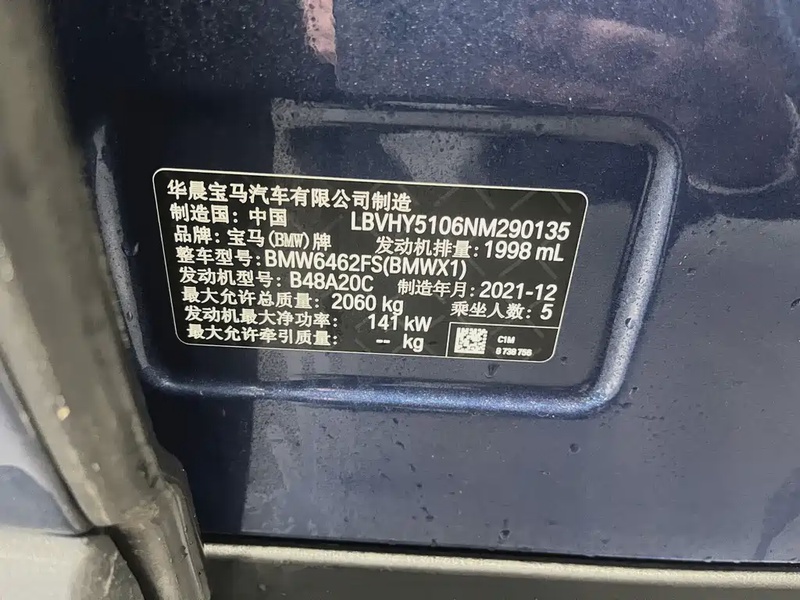 华晨宝马汽车有限公司制造
制造国: 中国 LBVHY5106NM290135
品牌: 宝马(BMW)牌 发动机排量: 1998 mL
整车型号: BMW6462FS(BMWX1)
发动机型号: B48A20C 制造年月: 2021-12
最大允许总质量: 2060 kg 乘坐人数: 5
发动机最大净功率: 141 kW
最大允许牵引质量: -- kg
C1M
8 738 756